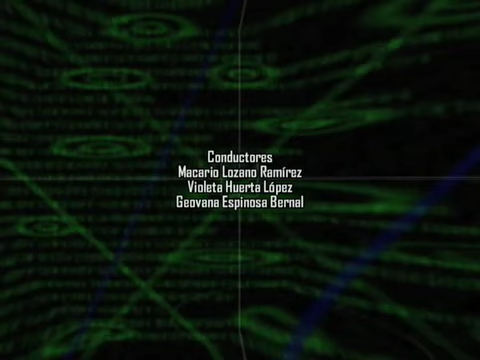 Conductores
Macario Lozano Ramírez
Violeta Huerta López
Geovana Espinosa Bernal